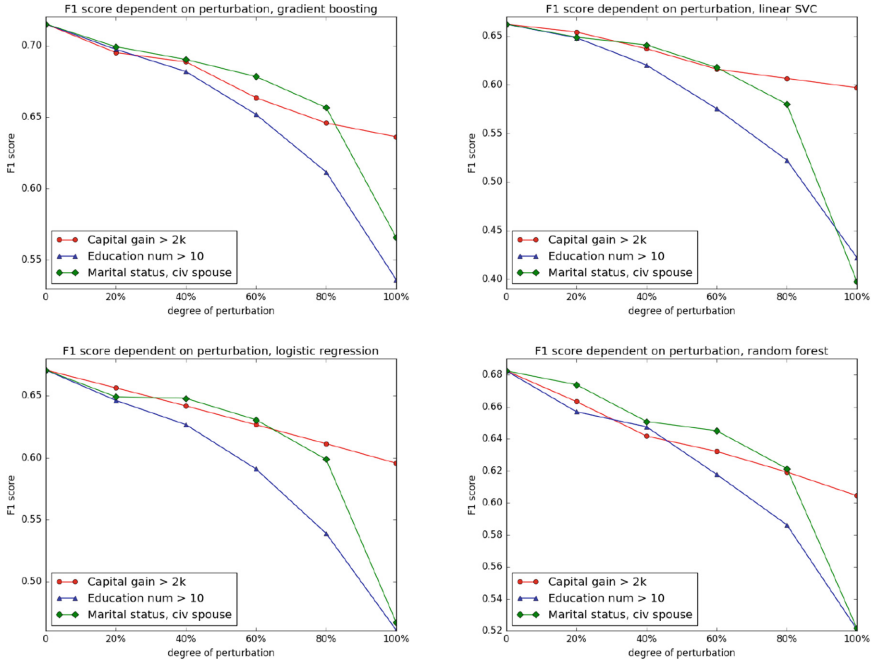 F1 score dependent on perturbation, gradient boosting
0.70
0.65
0.60
0.55
F1 score
Capital gain > 2k
Education num > 10
Marital status, civ spouse
0 20% 40% 60% 80% 100%
degree of perturbation
F1 score dependent on perturbation, linear SVC
0.65
0.60
0.55
0.50
0.45
0.40
F1 score
Capital gain > 2k
Education num > 10
Marital status, civ spouse
0 20% 40% 60% 80% 100%
degree of perturbation
F1 score dependent on perturbation, logistic regression
0.65
0.60
0.55
0.50
F1 score
Capital gain > 2k
Education num > 10
Marital status, civ spouse
0 20% 40% 60% 80% 100%
degree of perturbation
F1 score dependent on perturbation, random forest
0.68
0.66
0.64
0.62
0.60
0.58
0.56
0.54
0.52
F1 score
Capital gain > 2k
Education num > 10
Marital status, civ spouse
0 20% 40% 60% 80% 100%
degree of perturbation